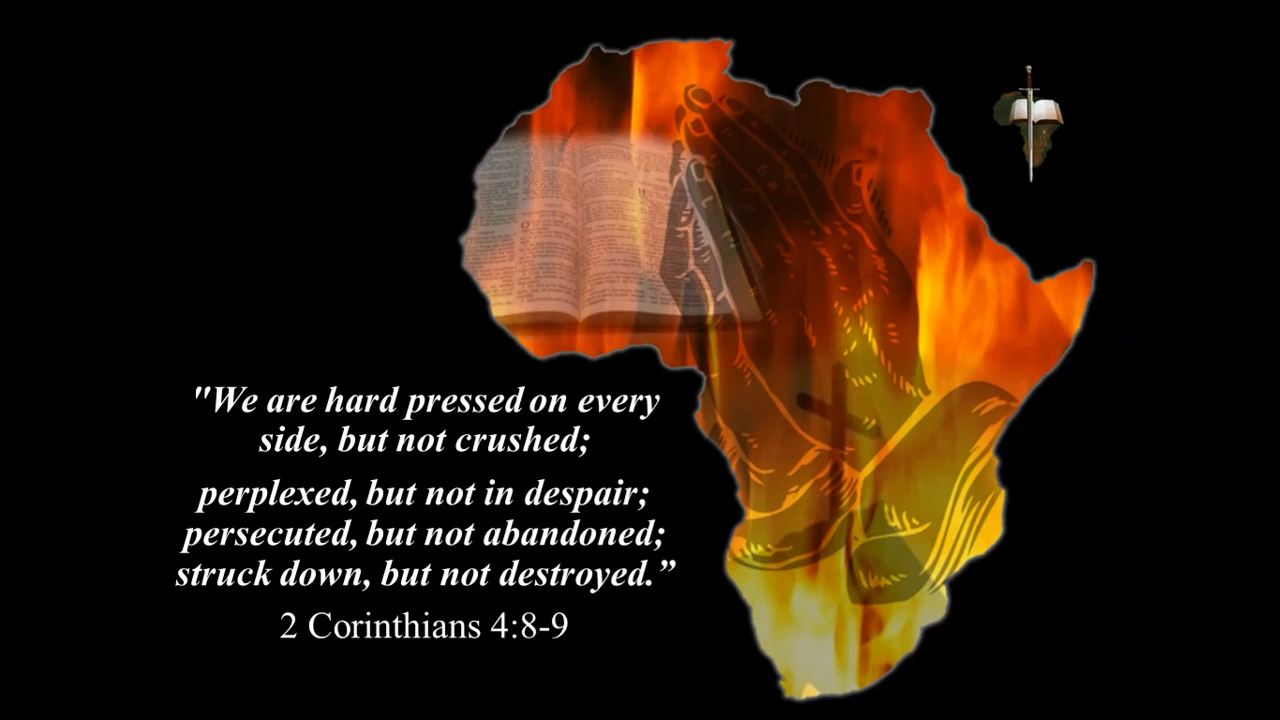 "We are hard pressed on every
side, but not crushed;
perplexed, but not in despair;
persecuted, but not abandoned;
struck down, but not destroyed.”
2 Corinthians 4:8-9